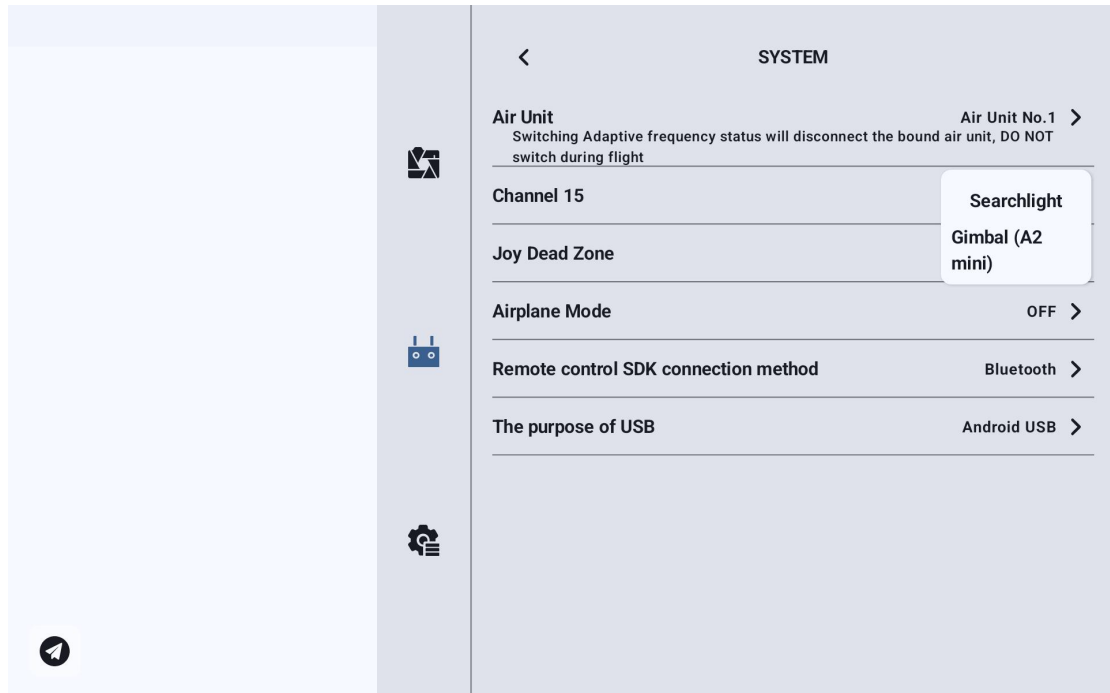 SYSTEM
Air Unit
Air Unit No.1
Switching Adaptive frequency status will disconnect the bound air unit, DO NOT
switch during flight
Channel 15
Searchlight
Gimbal (A2
mini)
Joy Dead Zone
Airplane Mode
OFF
Remote control SDK connection method
Bluetooth
The purpose of USB
Android USB